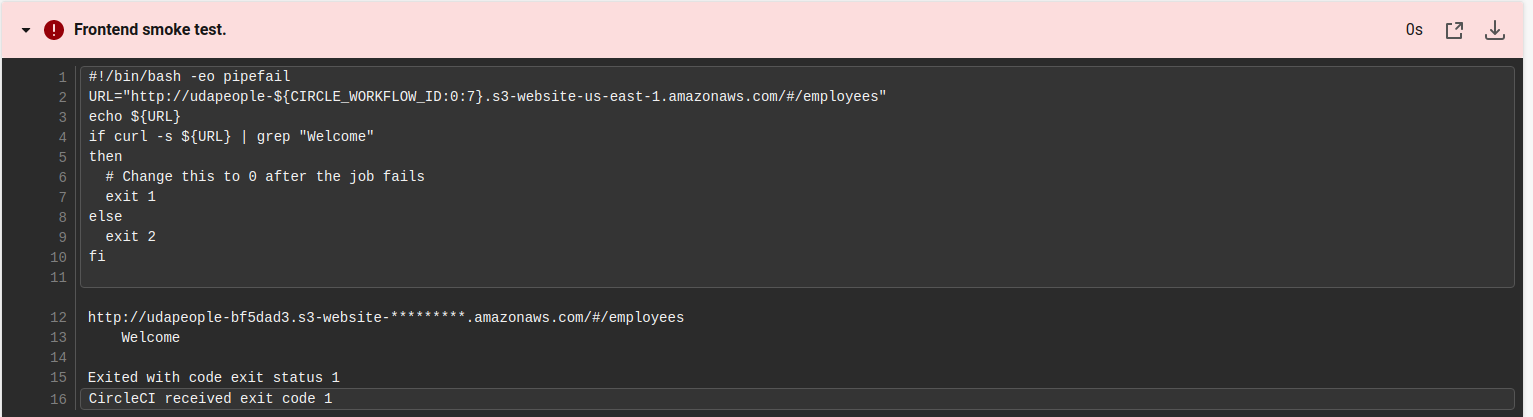 Frontend smoke test. 0s
1 #!/bin/bash -eo pipefail
2 URL="http://udapeople-${CIRCLE_WORKFLOW_ID:0:7}.s3-website-us-east-1.amazonaws.com/#/employees"
3 echo ${URL}
4 if curl -s ${URL} | grep "Welcome"
5 then
6   # Change this to 0 after the job fails
7   exit 1
8 else
9   exit 2
10 fi
11
12 http://udapeople-bf5dad3.s3-website-*********.amazonaws.com/#/employees
13     Welcome
14
15 Exited with code exit status 1
16 CircleCI received exit code 1